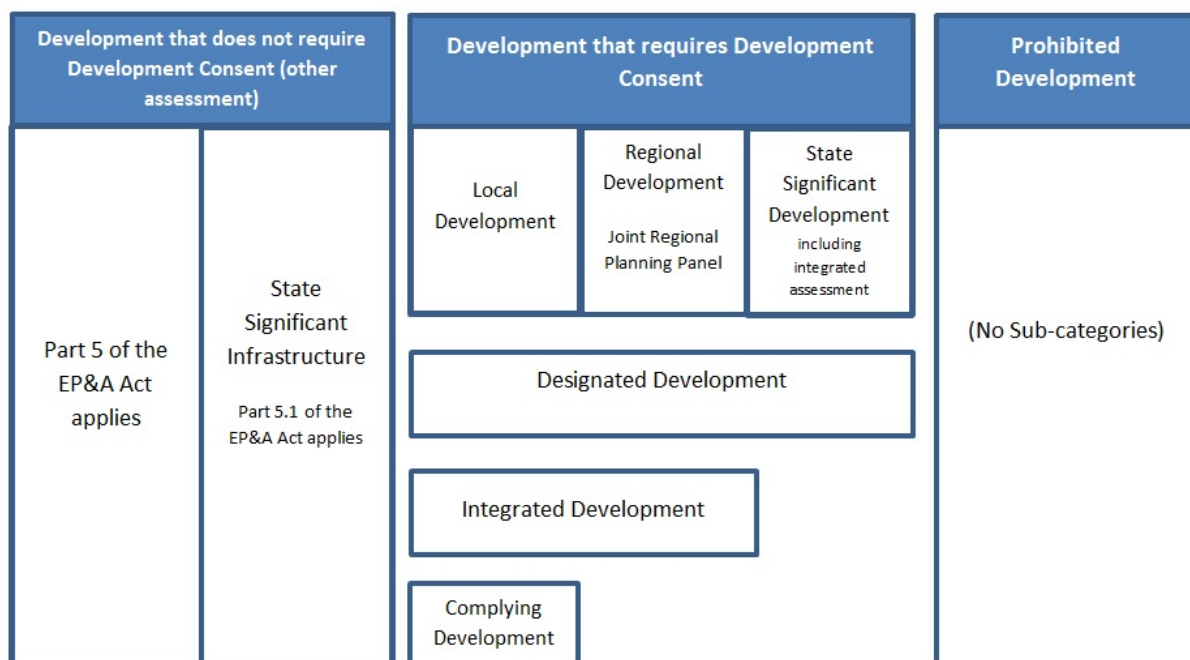 Development that does not require
Development Consent (other
assessment)
Part 5 of the
EP&A Act
applies
State
Significant
Infrastructure
Part 5.1 of the
EP&A Act applies
Development that requires Development
Consent
Local
Development
Regional
Development
Joint Regional
Planning Panel
State
Significant
Development
including
integrated
assessment
Designated Development
Integrated Development
Complying
Development
Prohibited
Development
(No Sub-categories)